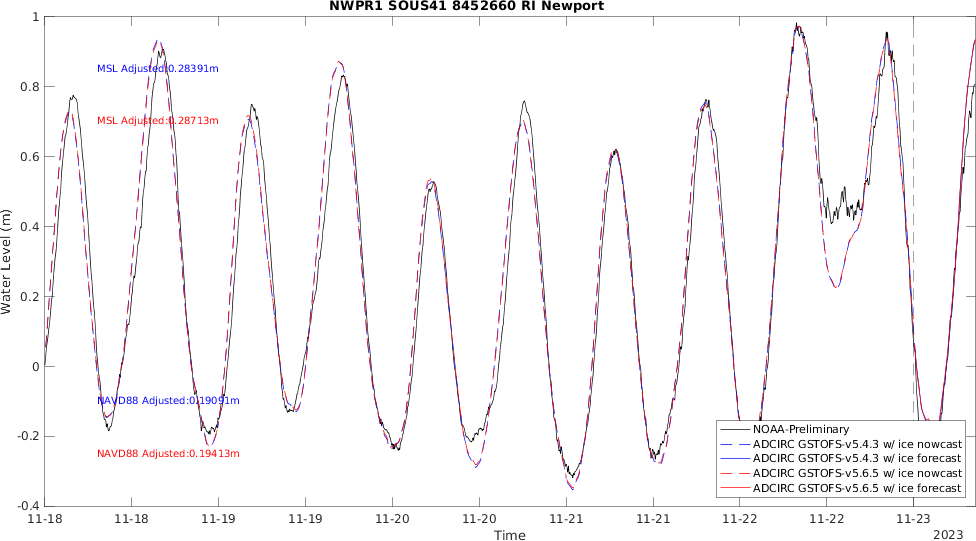 NWPR1 SOUS41 8452660 RI Newport
1
0.8
0.6
0.4
0.2
0
-0.2
-0.4
Water Level (m)
MSL Adjusted:0.28391m
MSL Adjusted:0.28713m
NAVD88 Adjusted:0.19091m
NAVD88 Adjusted:0.19413m
NOAA-Preliminary
ADCIRC GSTOFS-v5.4.3 w/ ice nowcast
ADCIRC GSTOFS-v5.4.3 w/ ice forecast
ADCIRC GSTOFS-v5.6.5 w/ ice nowcast
ADCIRC GSTOFS-v5.6.5 w/ ice forecast
11-18 11-18 11-19 11-19 11-20 11-20 11-21 11-21 11-22 11-22 11-23
Time
2023